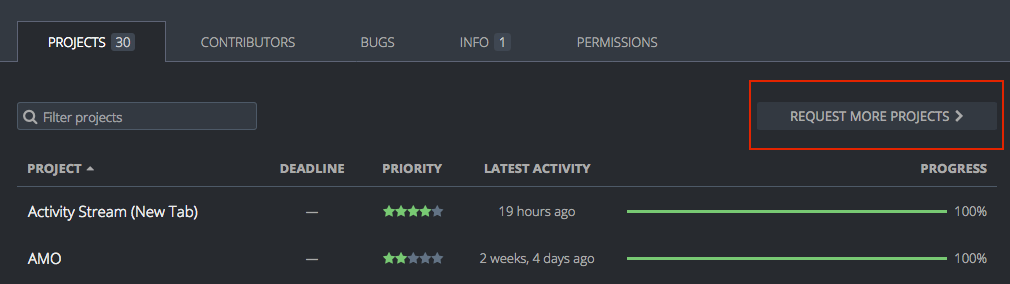 PROJECTS 30 CONTRIBUTORS BUGS INFO 1 PERMISSIONS
Filter projects REQUEST MORE PROJECTS
PROJECT DEADLINE PRIORITY LATEST ACTIVITY PROGRESS
Activity Stream (New Tab) — 19 hours ago 100%
AMO — 2 weeks, 4 days ago 100%